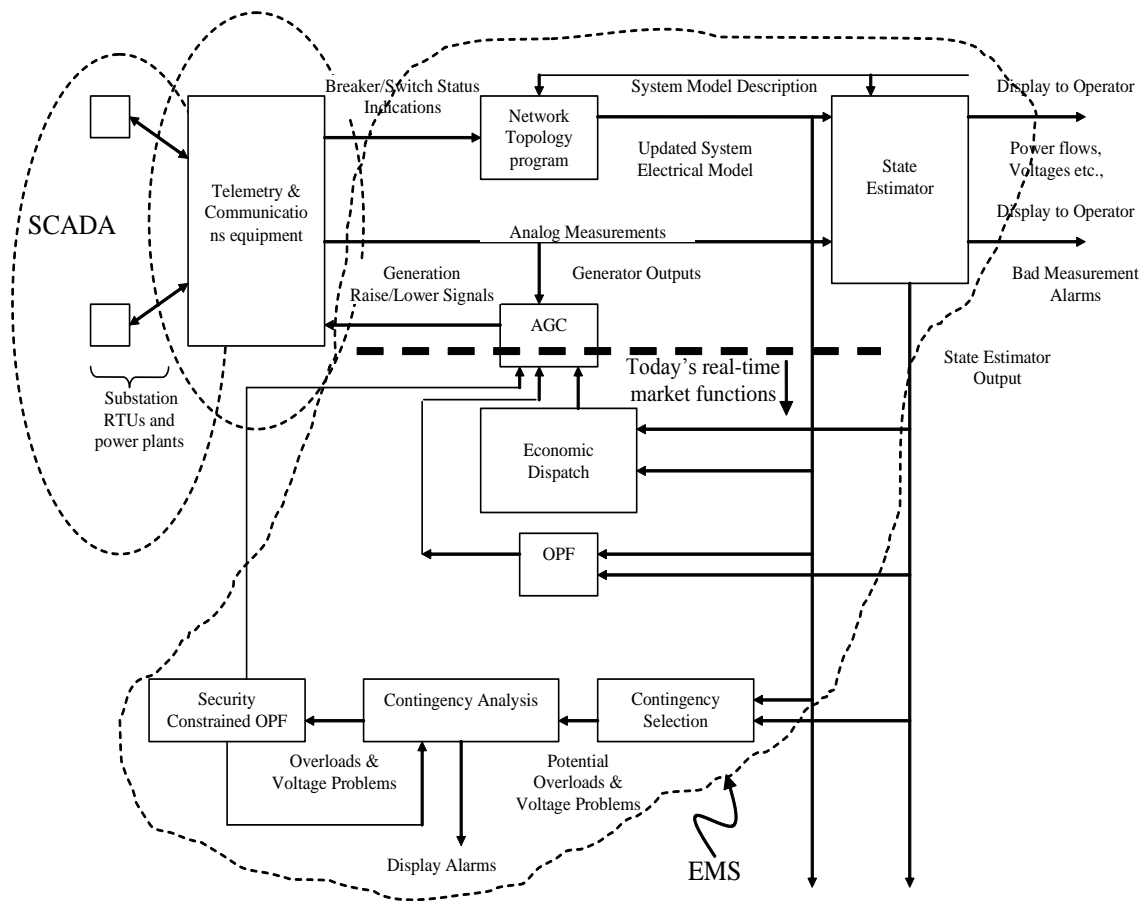 Breaker/Switch Status
Indications
System Model Description
Display to Operator
Network
Topology
program
Updated System
Electrical Model
State
Estimator
Power flows,
Voltages etc.,
Telemetry &
Communicatio
ns equipment
SCADA
Analog Measurements
Display to Operator
Generation
Raise/Lower Signals
Generator Outputs
Bad Measurement
Alarms
AGC
State Estimator
Output
Today's real-time
market functions
Substation
RTUs and
power plants
Economic
Dispatch
OPF
Security
Constrained OPF
Contingency Analysis
Contingency
Selection
Overloads &
Voltage Problems
Potential
Overloads &
Voltage Problems
Display Alarms
EMS